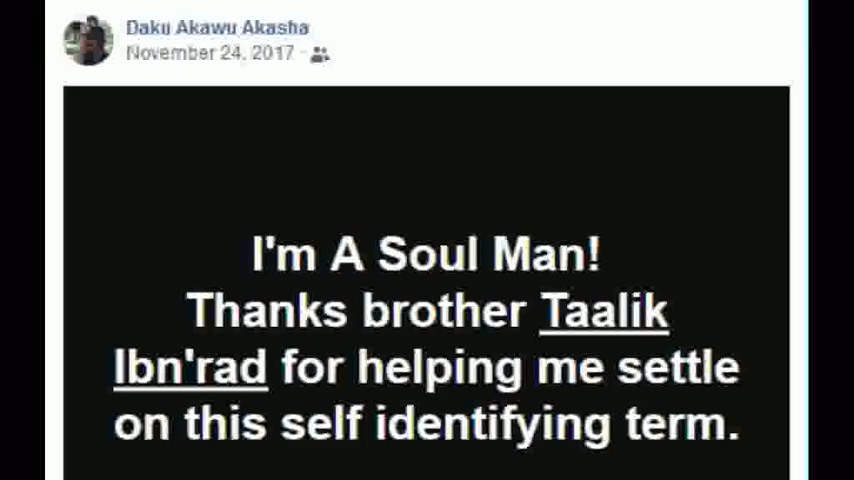 Daku Akawu Akasha
November 24, 2017 ·
I'm A Soul Man!
Thanks brother Taalik
Ibn'rad for helping me settle
on this self identifying term.